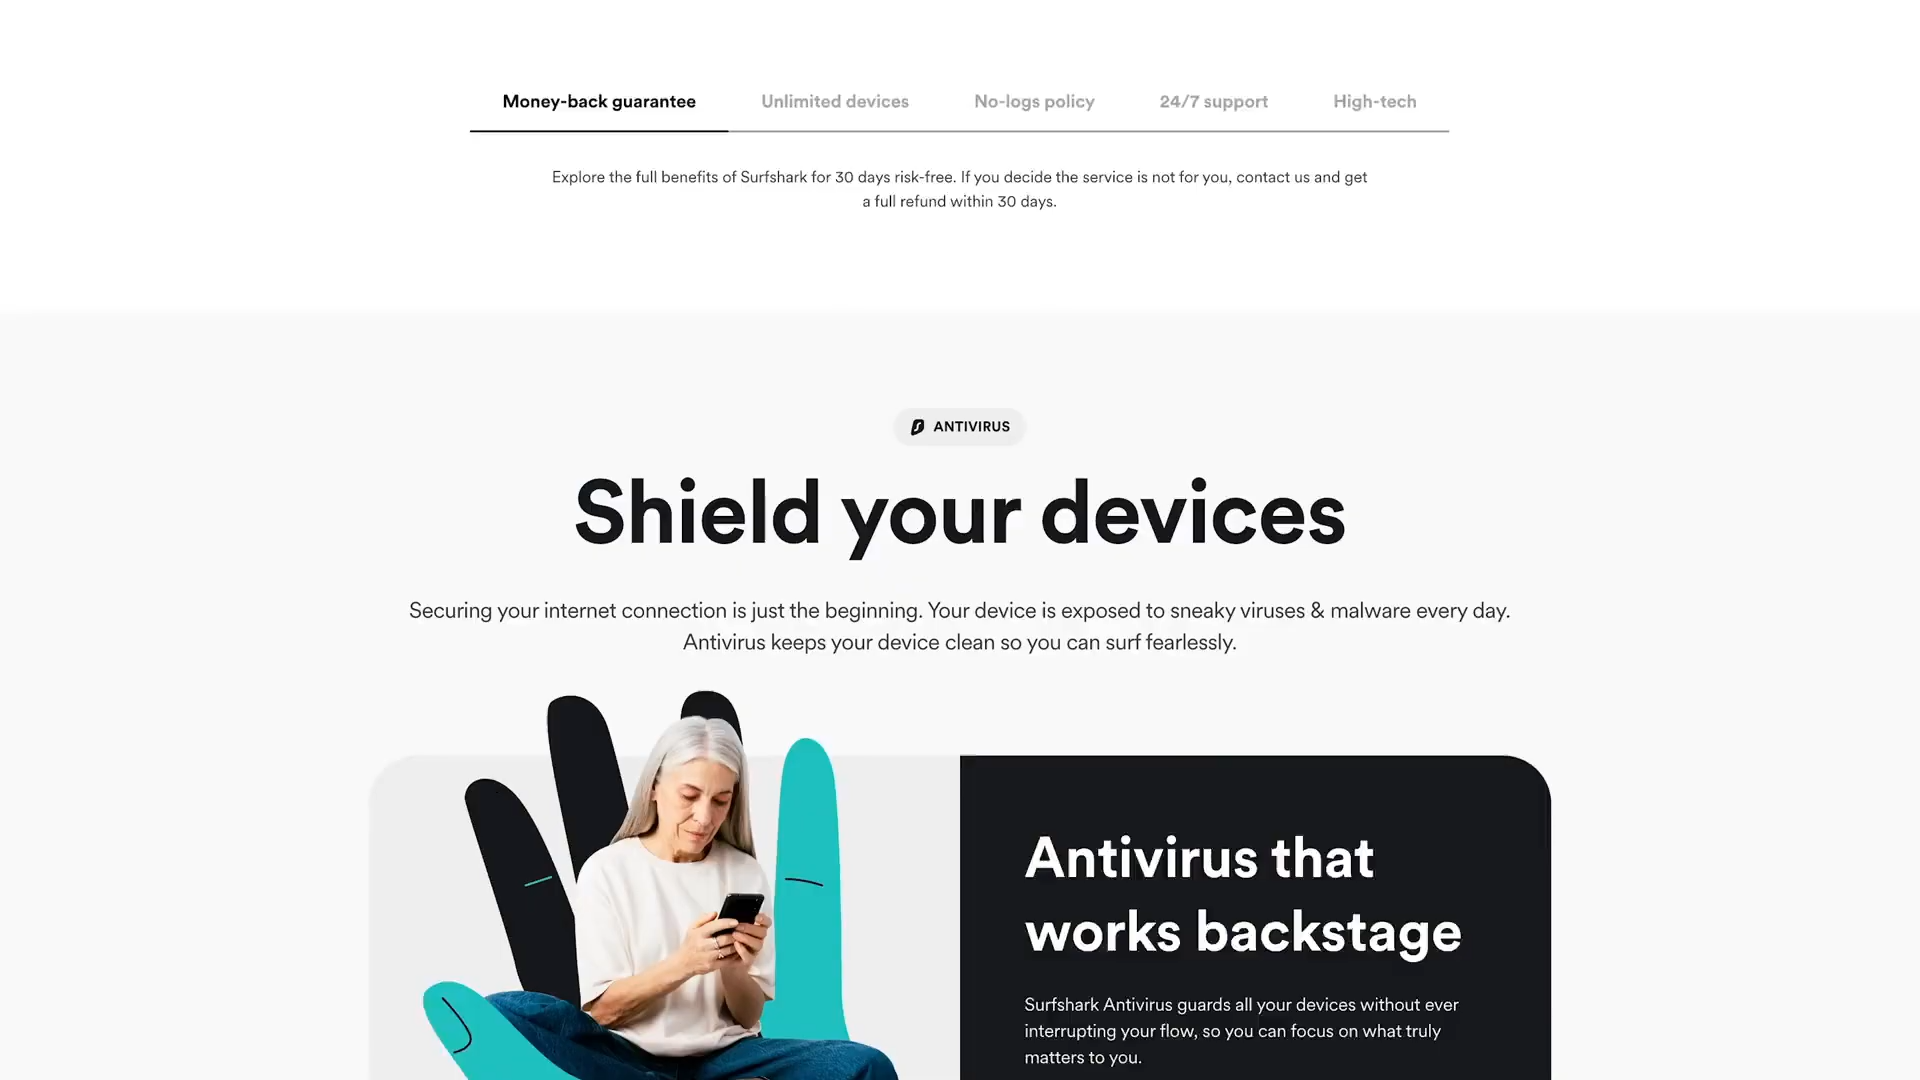 Money-back guarantee
Unlimited devices
No-logs policy
24/7 support
High-tech
Explore the full benefits of Surfshark for 30 days risk-free. If you decide the service is not for you, contact us and get
a full refund within 30 days.
ANTIVIRUS
Shield your devices
Securing your internet connection is just the beginning. Your device is exposed to sneaky viruses & malware every day.
Antivirus keeps your device clean so you can surf fearlessly.
Antivirus that
works backstage
Surfshark Antivirus guards all your devices without ever
interrupting your flow, so you can focus on what truly
matters to you.